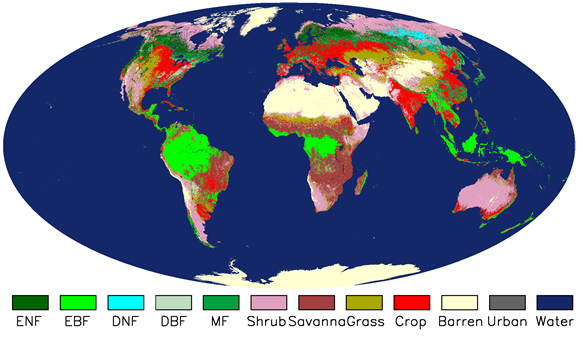 ENF EBF DNF DBF MF Shrub Savanna Grass Crop Barren Urban Water